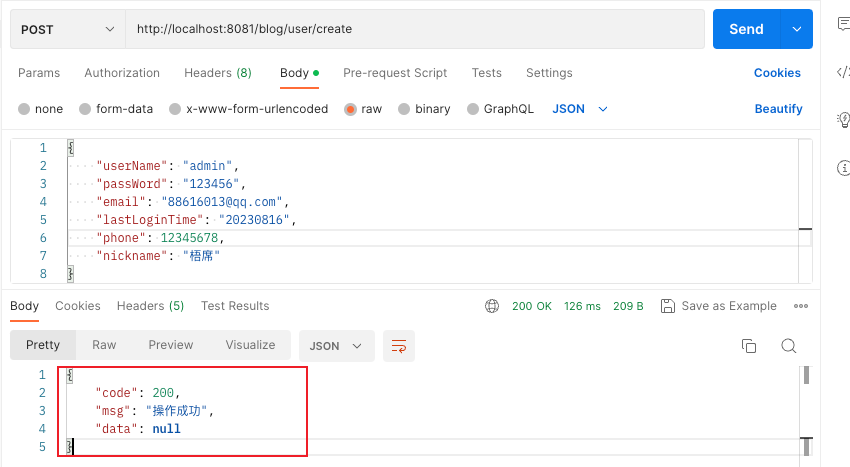 POST http://localhost:8081/blog/user/create Send
Params Authorization Headers (8) Body Pre-request Script Tests Settings Cookies
none form-data x-www-form-urlencoded raw binary GraphQL JSON Beautify
1 {
2 "userName": "admin",
3 "passWord": "123456",
4 "email": "88616013@qq.com",
5 "lastLoginTime": "20230816",
6 "phone": 12345678,
7 "nickname": "梧席"
8 }
Body Cookies Headers (5) Test Results 200 OK 126 ms 209 B Save as Example
Pretty Raw Preview Visualize JSON
1 {
2 "code": 200,
3 "msg": "操作成功",
4 "data": null
5 }